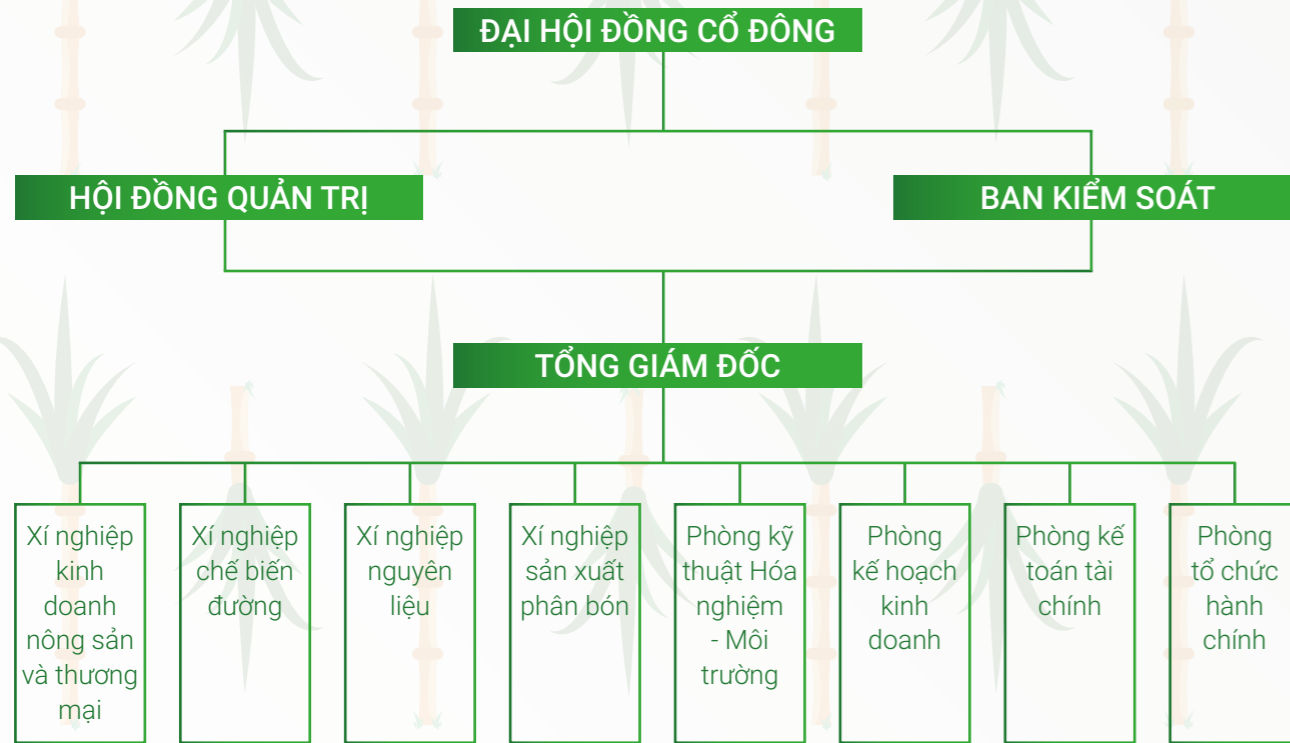 ĐẠI HỘI ĐỒNG CỔ ĐÔNG
HỘI ĐỒNG QUẢN TRỊ
BAN KIỂM SOÁT
TỔNG GIÁM ĐỐC
Xí nghiệp
kinh
doanh
nông sản
và thương
mại
Xí nghiệp
chế biến
đường
Xí nghiệp
nguyên
liệu
Xí nghiệp
sản xuất
phân bón
Phòng kỹ
thuật Hóa
nghiệm
- Môi
trường
Phòng
kế hoạch
kinh
doanh
Phòng kế
toán tài
chính
Phòng
tổ chức
hành
chính